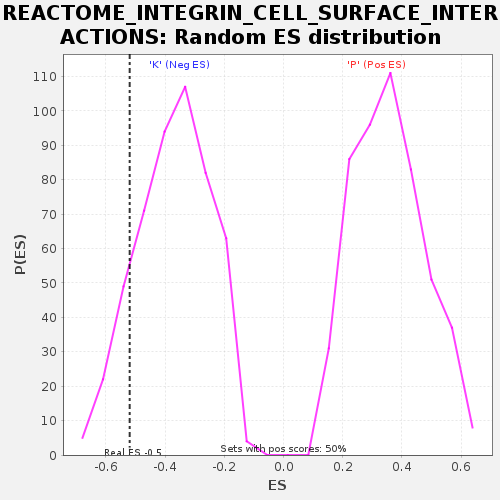 REACTOME_INTEGRIN_CELL_SURFACE_INTER
ACTIONS: Random ES distribution
'K' (Neg ES) 'P' (Pos ES)
110
100
90
80
70
60
50
40
30
20
10
0
P(ES)
Real ES -0.5
Sets with pos scores: 50%
-0.6 -0.4 -0.2 0.0 0.2 0.4 0.6
ES